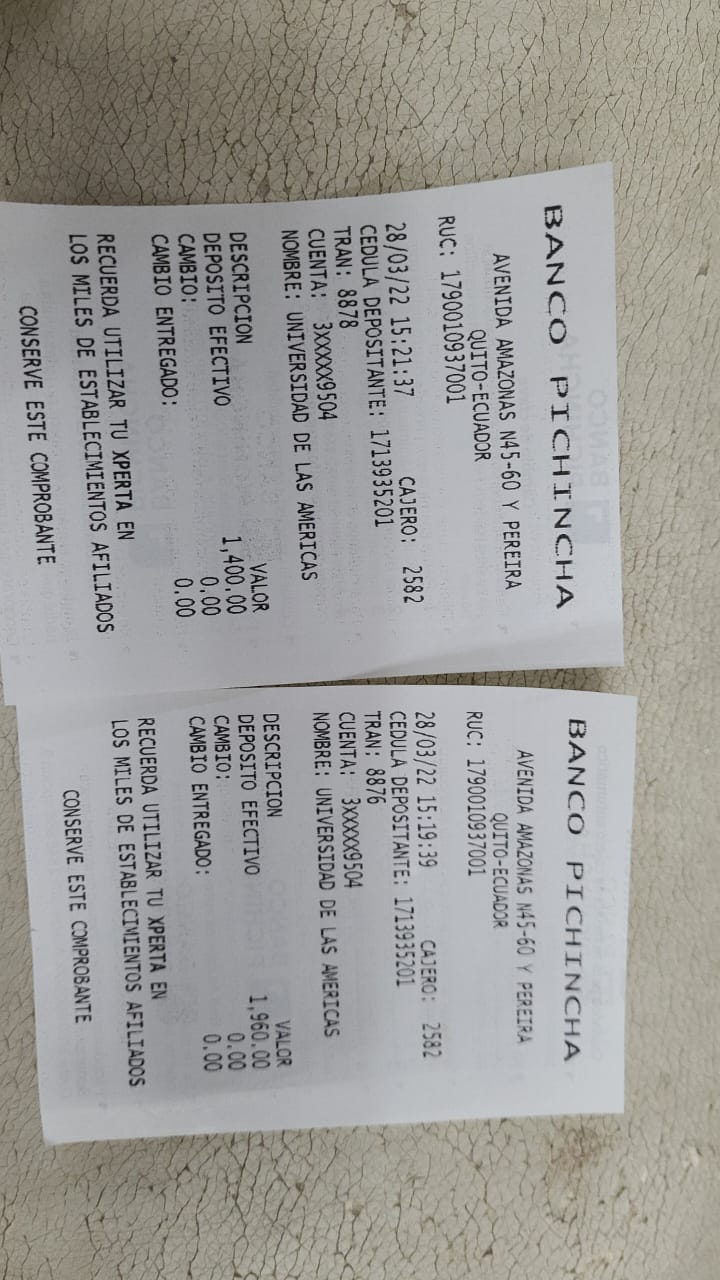 BANCO PICHINCHA
AVENIDA AMAZONAS N45-60 Y PEREIRA
QUITO-ECUADOR
RUC: 1790010937001
28/03/22 15:21:37 CAJERO: 2582
CEDULA DEPOSITANTE: 1713935201
TRAN: 8878
CUENTA: 3XXXXX9504
NOMBRE: UNIVERSIDAD DE LAS AMERICAS
DESCRIPCION VALOR
DEPOSITO EFECTIVO 1,400.00
CAMBIO: 0.00
CAMBIO ENTREGADO: 0.00
RECUERDA UTILIZAR TU XPERTA EN
LOS MILES DE ESTABLECIMIENTOS AFILIADOS
CONSERVE ESTE COMPROBANTE
BANCO PICHINCHA
AVENIDA AMAZONAS N45-60 Y PEREIRA
QUITO-ECUADOR
RUC: 1790010937001
28/03/22 15:19:39 CAJERO: 2582
CEDULA DEPOSITANTE: 1713935201
TRAN: 8876
CUENTA: 3XXXXX9504
NOMBRE: UNIVERSIDAD DE LAS AMERICAS
DESCRIPCION VALOR
DEPOSITO EFECTIVO 1,960.00
CAMBIO: 0.00
CAMBIO ENTREGADO: 0.00
RECUERDA UTILIZAR TU XPERTA EN
LOS MILES DE ESTABLECIMIENTOS AFILIADOS
CONSERVE ESTE COMPROBANTE